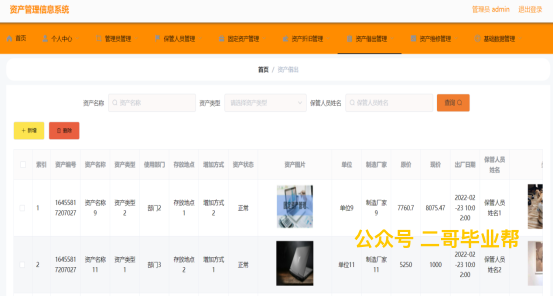 资产管理信息系统
管理员 admin 退出登录
首页 个人中心 管理员管理 保管人员管理 固定资产管理 资产折旧管理 资产借出管理 资产维修管理 基础数据管理
首页 / 资产借出
资产名称 资产名称 资产类型 请选择资产类型 保管人员姓名 保管人员姓名 查询
+ 新增 删除
索引 资产编号 资产名称 资产类型 使用部门 存放地点 增加方式 资产状态 资产图片 单位 制造厂家 原价 现价 出厂日期 保管人员
姓名
1 1645581
7207027 资产名称
9 资产类型
2 部门2 存放地点
1 增加方式
2 正常 单位9 制造厂家
9 7760.7 8075.47 2022-02
-23 10:0
2:00 保管人员
姓名1
2 1645581
7207027 资产名称
11 资产类型
1 部门3 存放地点
2 增加方式
1 正常 单位11 制造厂家
11 5250 1000 2022-02
-23 10:0
2:00 保管人员
姓名2
公众号 二哥毕业帮